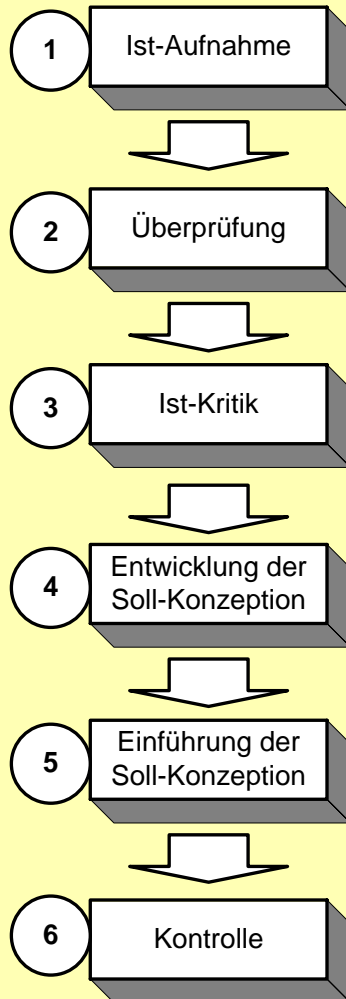 1
Ist-Aufnahme
2
Überprüfung
3
Ist-Kritik
4
Entwicklung der
Soll-Konzeption
5
Einführung der
Soll-Konzeption
6
Kontrolle